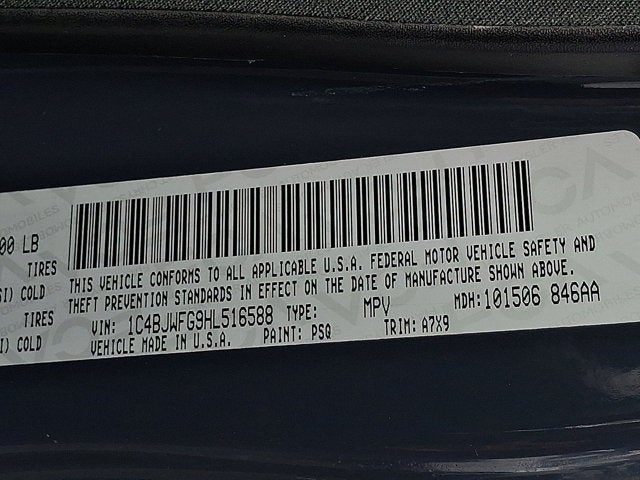 00 LB
TIRES
SI) COLD
TIRES
I) COLD
THIS VEHICLE CONFORMS TO ALL APPLICABLE U.S.A. FEDERAL MOTOR VEHICLE SAFETY AND
THEFT PREVENTION STANDARDS IN EFFECT ON THE DATE OF MANUFACTURE SHOWN ABOVE.
VIN: 1C4BJWFG9HL516588 TYPE: MPV MDH:101506 846AA
VEHICLE MADE IN U.S.A. PAINT: PSQ TRIM: A7X9